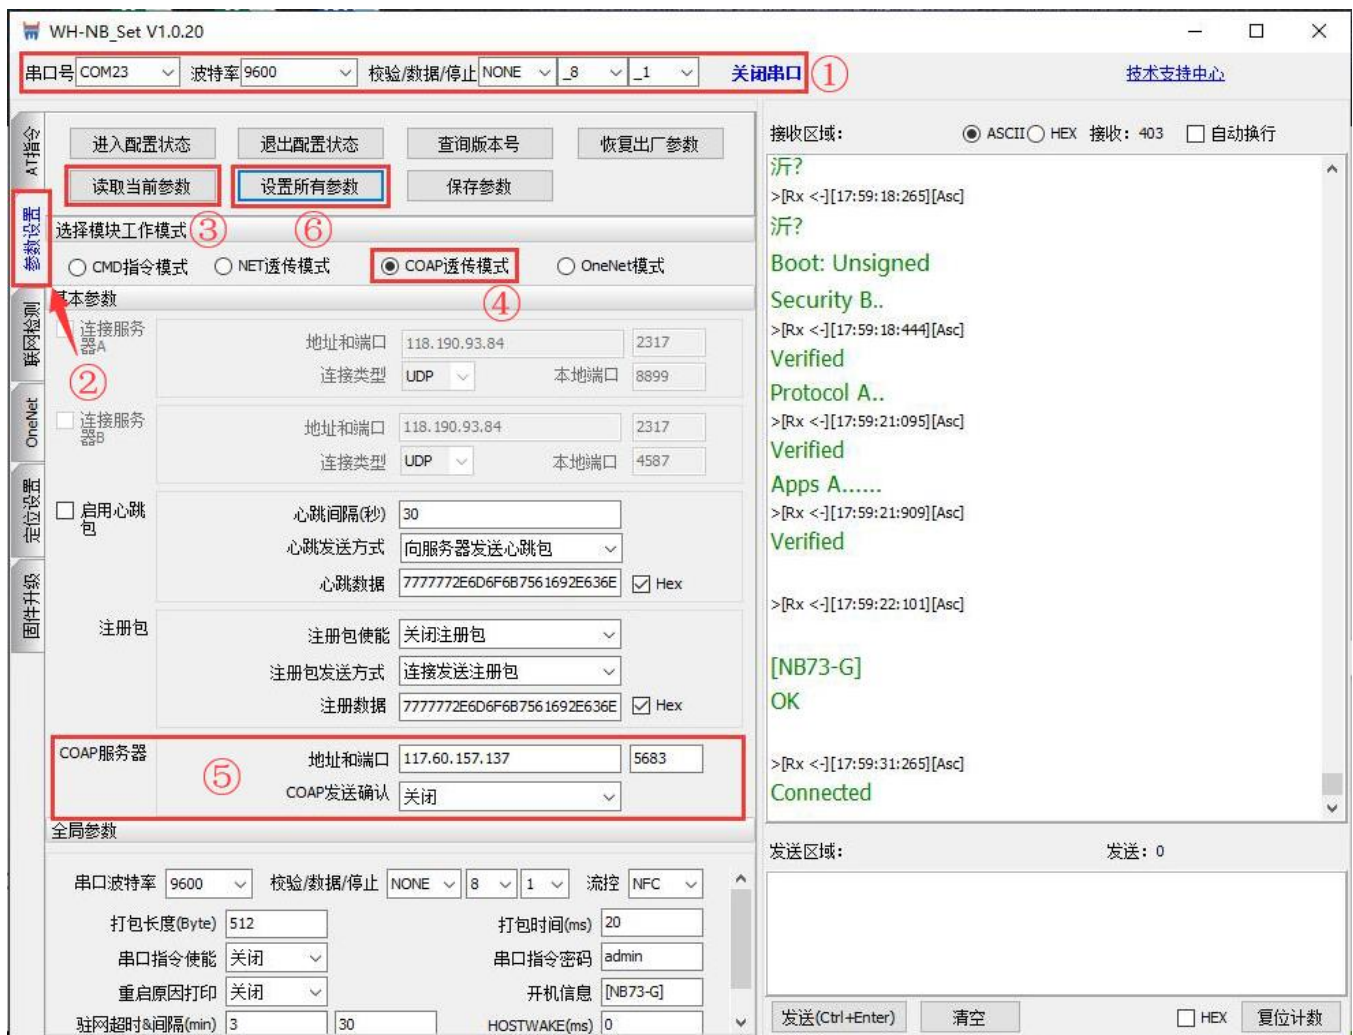 WH-NB_Set V1.0.20
串口号 COM23 波特率 9600 校验/数据/停止 NONE _8 _1 关闭串口 ① 技术支持中心
AT指令
参数设置
联网检测
OneNet
定位设置
固件升级
②
进入配置状态 退出配置状态 查询版本号 恢复出厂参数
读取当前参数 设置所有参数 保存参数
选择模块工作模式 ③ ⑥
CMD指令模式 NET透传模式 COAP透传模式 OneNet模式
④
基本参数
连接服务器A 地址和端口 118.190.93.84 2317
连接类型 UDP 本地端口 8899
连接服务器B 地址和端口 118.190.93.84 2317
连接类型 UDP 本地端口 4587
启用心跳包 心跳间隔(秒) 30
心跳发送方式 向服务器发送心跳包
心跳数据 7777772E6D6F6B7561692E636E Hex
注册包 注册包使能 关闭注册包
注册包发送方式 连接发送注册包
注册数据 7777772E6D6F6B7561692E636E Hex
COAP服务器 ⑤ 地址和端口 117.60.157.137 5683
COAP发送确认 关闭
全局参数
串口波特率 9600 校验/数据/停止 NONE 8 1 流控 NFC
打包长度(Byte) 512 打包时间(ms) 20
串口指令使能 关闭 串口指令密码 admin
重启原因打印 关闭 开机信息 [NB73-G]
驻网超时&间隔(min) 3 30 HOSTWAKE(ms) 0
接收区域: ASCII HEX 接收: 403 自动换行
沂?
>[Rx <-][17:59:18:265][Asc]
沂?
Boot: Unsigned
Security B..
>[Rx <-][17:59:18:444][Asc]
Verified
Protocol A..
>[Rx <-][17:59:21:095][Asc]
Verified
Apps A......
>[Rx <-][17:59:21:909][Asc]
Verified
>[Rx <-][17:59:22:101][Asc]
[NB73-G]
OK
>[Rx <-][17:59:31:265][Asc]
Connected
发送区域: 发送: 0
发送(Ctrl+Enter) 清空 HEX 复位计数